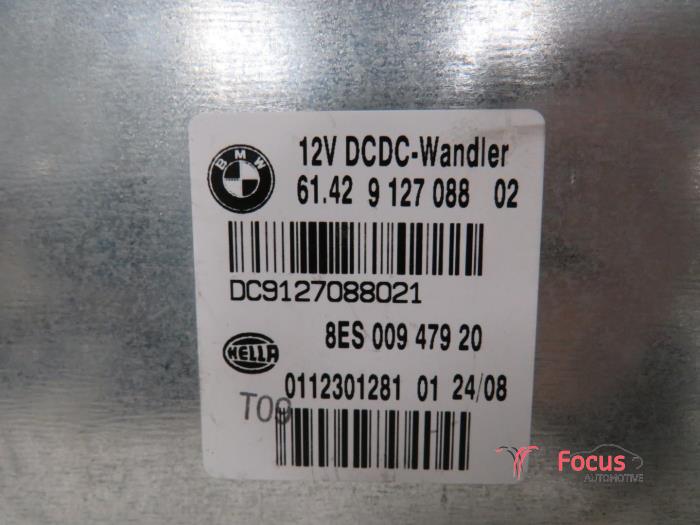 BMW
12V DCDC-Wandler
61.42 9 127 088 02
DC9127088021
8ES 009 479 20
HELLA
0112301281 01 24/08
T09
Focus
AUTOMOTIVE